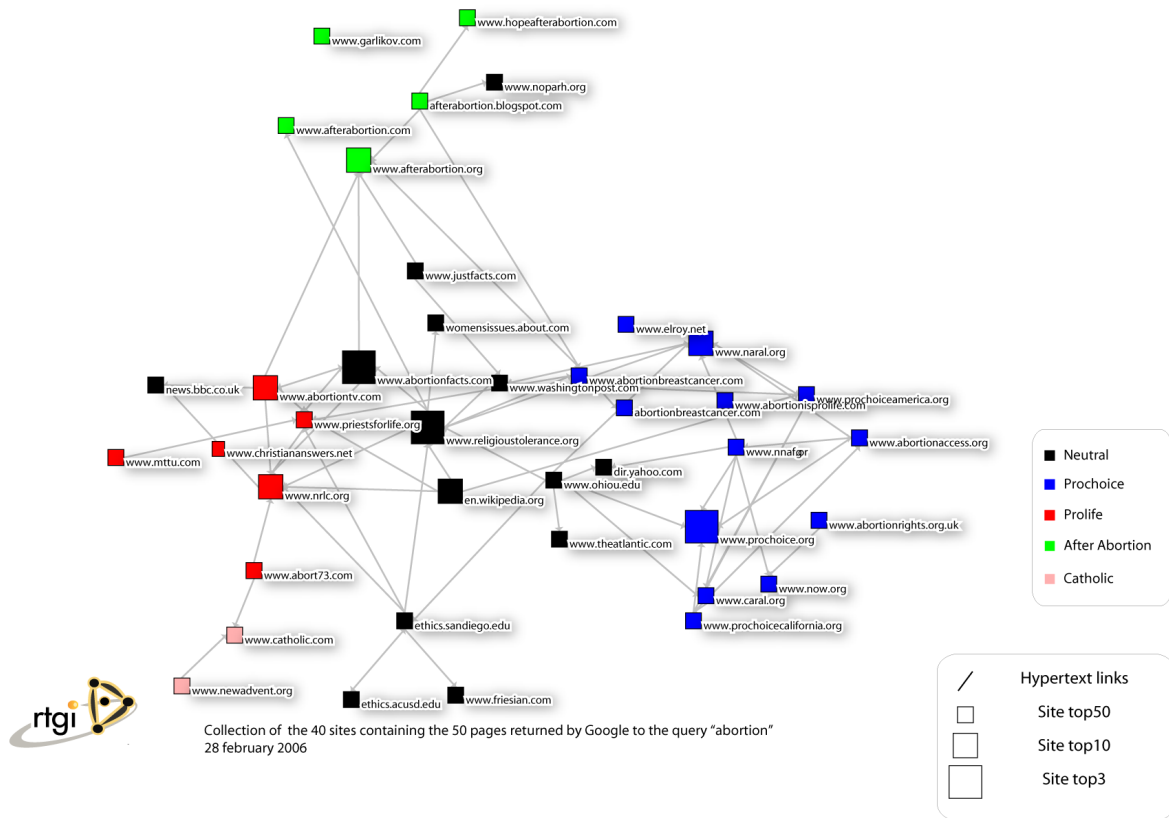 www.hopeafterabortion.com
www.garlikov.com
www.noparh.org
afterabortion.blogspot.com
www.afterabortion.com
www.afterabortion.org
www.justfacts.com
womensissues.about.com
www.elroy.net
www.naral.org
www.abortionfacts.com
www.abortionbreastcancer.com
www.washingtonpost.com
news.bbc.co.uk
www.abortiontv.com
www.prochoiceamerica.org
www.abortionisprolife.com
abortionbreastcancer.com
www.priestsforlife.org
www.religioustolerance.org
www.abortionaccess.org
www.christiananswers.net
www.mttu.com
dir.yahoo.com
www.ohiou.edu
www.nrlc.org
en.wikipedia.org
www.abortionrights.org.uk
www.prochoice.org
www.theatlantic.com
www.abort73.com
www.now.org
www.caral.org
www.prochoicecalifornia.org
ethics.sandiego.edu
www.catholic.com
www.newadvent.org
ethics.acusd.edu
www.friesian.com
Neutral
Prochoice
Prolife
After Abortion
Catholic
Hypertext links
Site top50
Site top10
Site top3
rtgi
Collection of the 40 sites containing the 50 pages returned by Google to the query “abortion”
28 february 2006